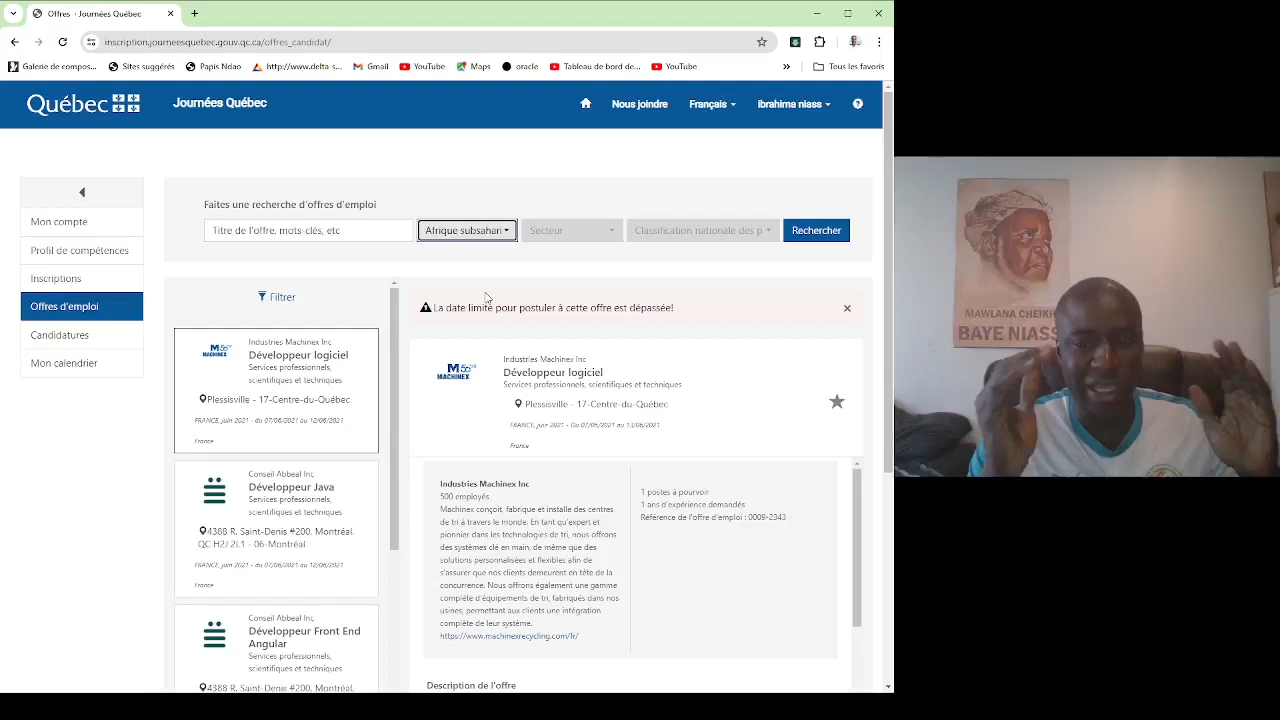 Offres · Journées Québec
inscription.journeesquebec.gouv.qc.ca/offres_candidat/
Galerie de compos...
Sites suggérés
Papis Ndao
http://www.delta-s...
Gmail
YouTube
Maps
oracle
Tableau de bord de...
YouTube
»
Tous les favoris
Québec
Journées Québec
Nous joindre
Français
ibrahima niass
Mon compte
Profil de compétences
Inscriptions
Offres d'emploi
Candidatures
Mon calendrier
Faites une recherche d'offres d'emploi
Titre de l'offre, mots-clés, etc
Afrique subsahari
Secteur
Classification nationale des p
Rechercher
Filtrer
MACHINEX
Industries Machinex Inc
Développeur logiciel
Services professionnels,
scientifiques et techniques
Plessisville - 17-Centre-du-Québec
FRANCE, juin 2021 - Du 07/06/2021 au 12/06/2021
France
Conseil Abbeal Inc
Développeur Java
Services professionnels,
scientifiques et techniques
4388 R. Saint-Denis #200, Montréal,
QC H2J 2L1 - 06-Montréal
FRANCE, juin 2021 - Du 07/06/2021 au 12/06/2021
France
Conseil Abbeal Inc
Développeur Front End
Angular
Services professionnels,
scientifiques et techniques
4388 R. Saint-Denis #200, Montréal,
La date limite pour postuler à cette offre est dépassée!
MACHINEX
Industries Machinex Inc
Développeur logiciel
Services professionnels, scientifiques et techniques
Plessisville - 17-Centre-du-Québec
FRANCE, juin 2021 - Du 07/06/2021 au 13/06/2021
France
Industries Machinex Inc
500 employés
Machinex conçoit, fabrique et installe des centres
de tri à travers le monde. En tant qu'expert et
pionnier dans les technologies de tri, nous offrons
des systèmes clé en main, de même que des
solutions personnalisées et flexibles afin de
s'assurer que nos clients demeurent en tête de la
concurrence. Nous offrons également une gamme
complète d'équipements de tri, fabriqués dans nos
usines, permettant aux clients une intégration
complète de leur système.
https://www.machinexrecycling.com/fr/
1 postes à pourvoir
1 ans d'expérience demandés
Référence de l'offre d'emploi : 0009-2343
Description de l'offre
MAWLANA CHEIKH
BAYE NIASS